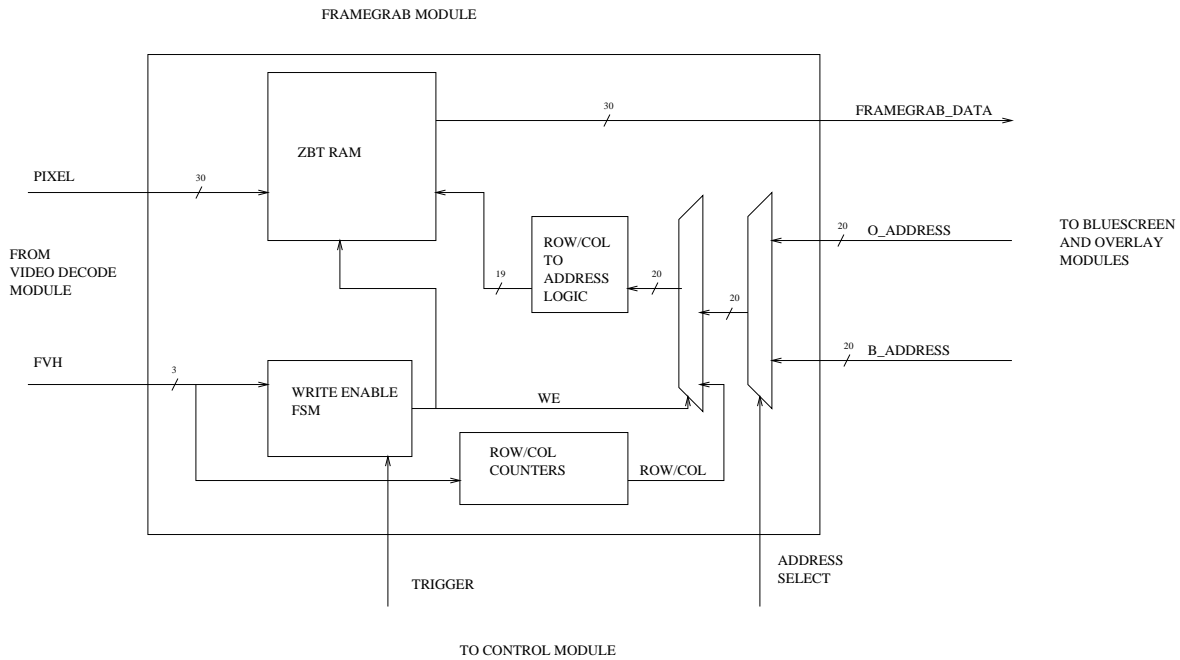 FRAMEGRAB MODULE
30
FRAMEGRAB_DATA
ZBT RAM
PIXEL
30
FROM
VIDEO DECODE
MODULE
ROW/COL
TO
ADDRESS
LOGIC
19
20
20
20
O_ADDRESS
TO BLUESCREEN
AND OVERLAY
MODULES
20
B_ADDRESS
FVH
3
WRITE ENABLE
FSM
WE
ROW/COL
COUNTERS
ROW/COL
TRIGGER
ADDRESS
SELECT
TO CONTROL MODULE